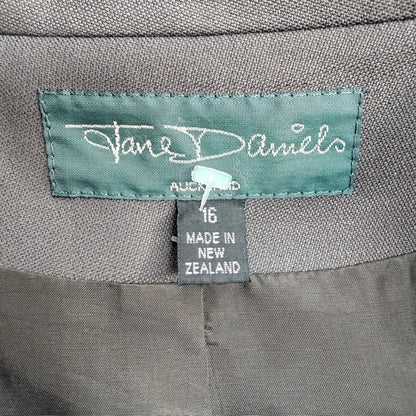 Jane Daniels
AUCKLAND
16
MADE IN
NEW
ZEALAND